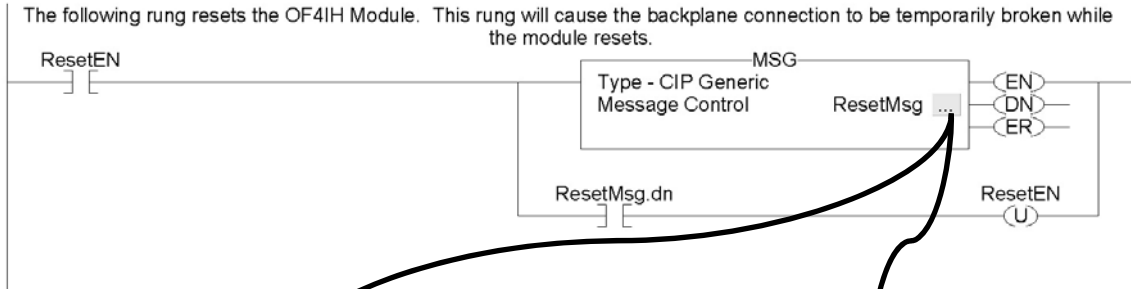 The following rung resets the OF4IH Module. This rung will cause the backplane connection to be temporarily broken while
the module resets.
ResetEN
MSG
Type - CIP Generic
Message Control ResetMsg ...
EN
DN
ER
ResetMsg.dn
ResetEN
U